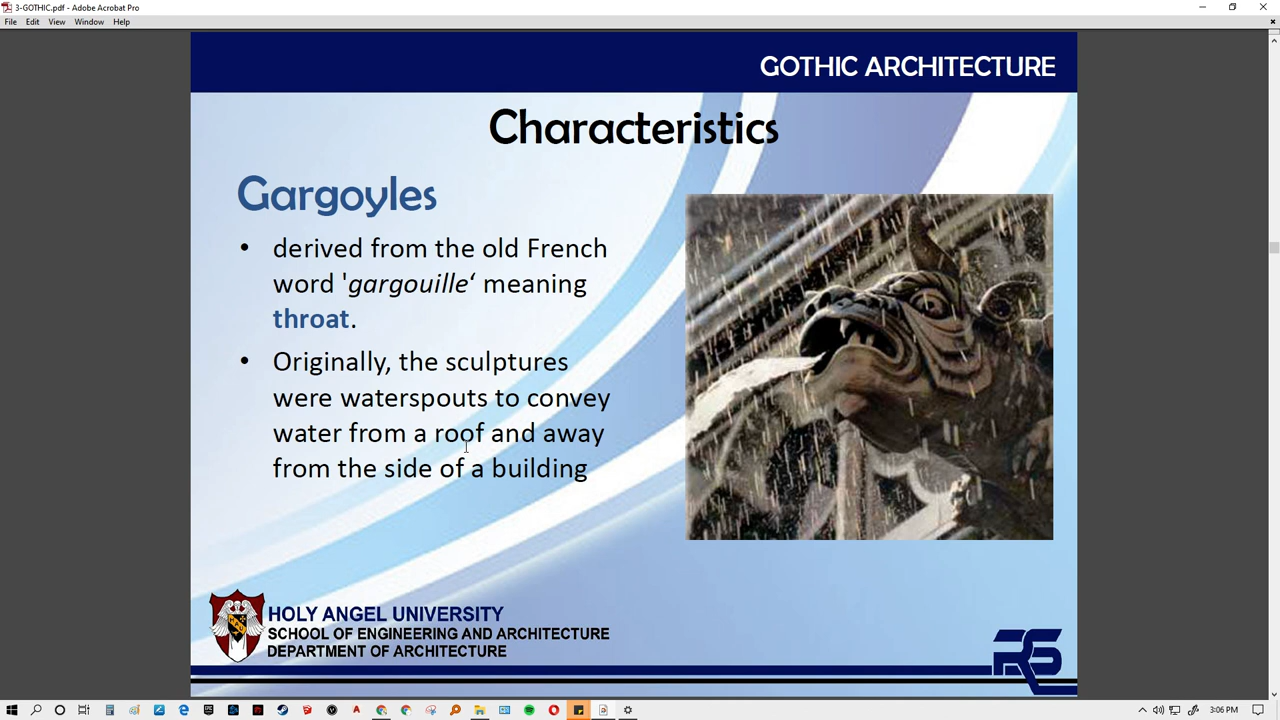 3-GOTHIC.pdf - Adobe Acrobat Pro
File Edit View Window Help
GOTHIC ARCHITECTURE
Characteristics
Gargoyles
• derived from the old French
word 'gargouille‘ meaning
throat.
• Originally, the sculptures
were waterspouts to convey
water from a roof and away
from the side of a building
HOLY ANGEL UNIVERSITY
SCHOOL OF ENGINEERING AND ARCHITECTURE
DEPARTMENT OF ARCHITECTURE
RS
3:06 PM